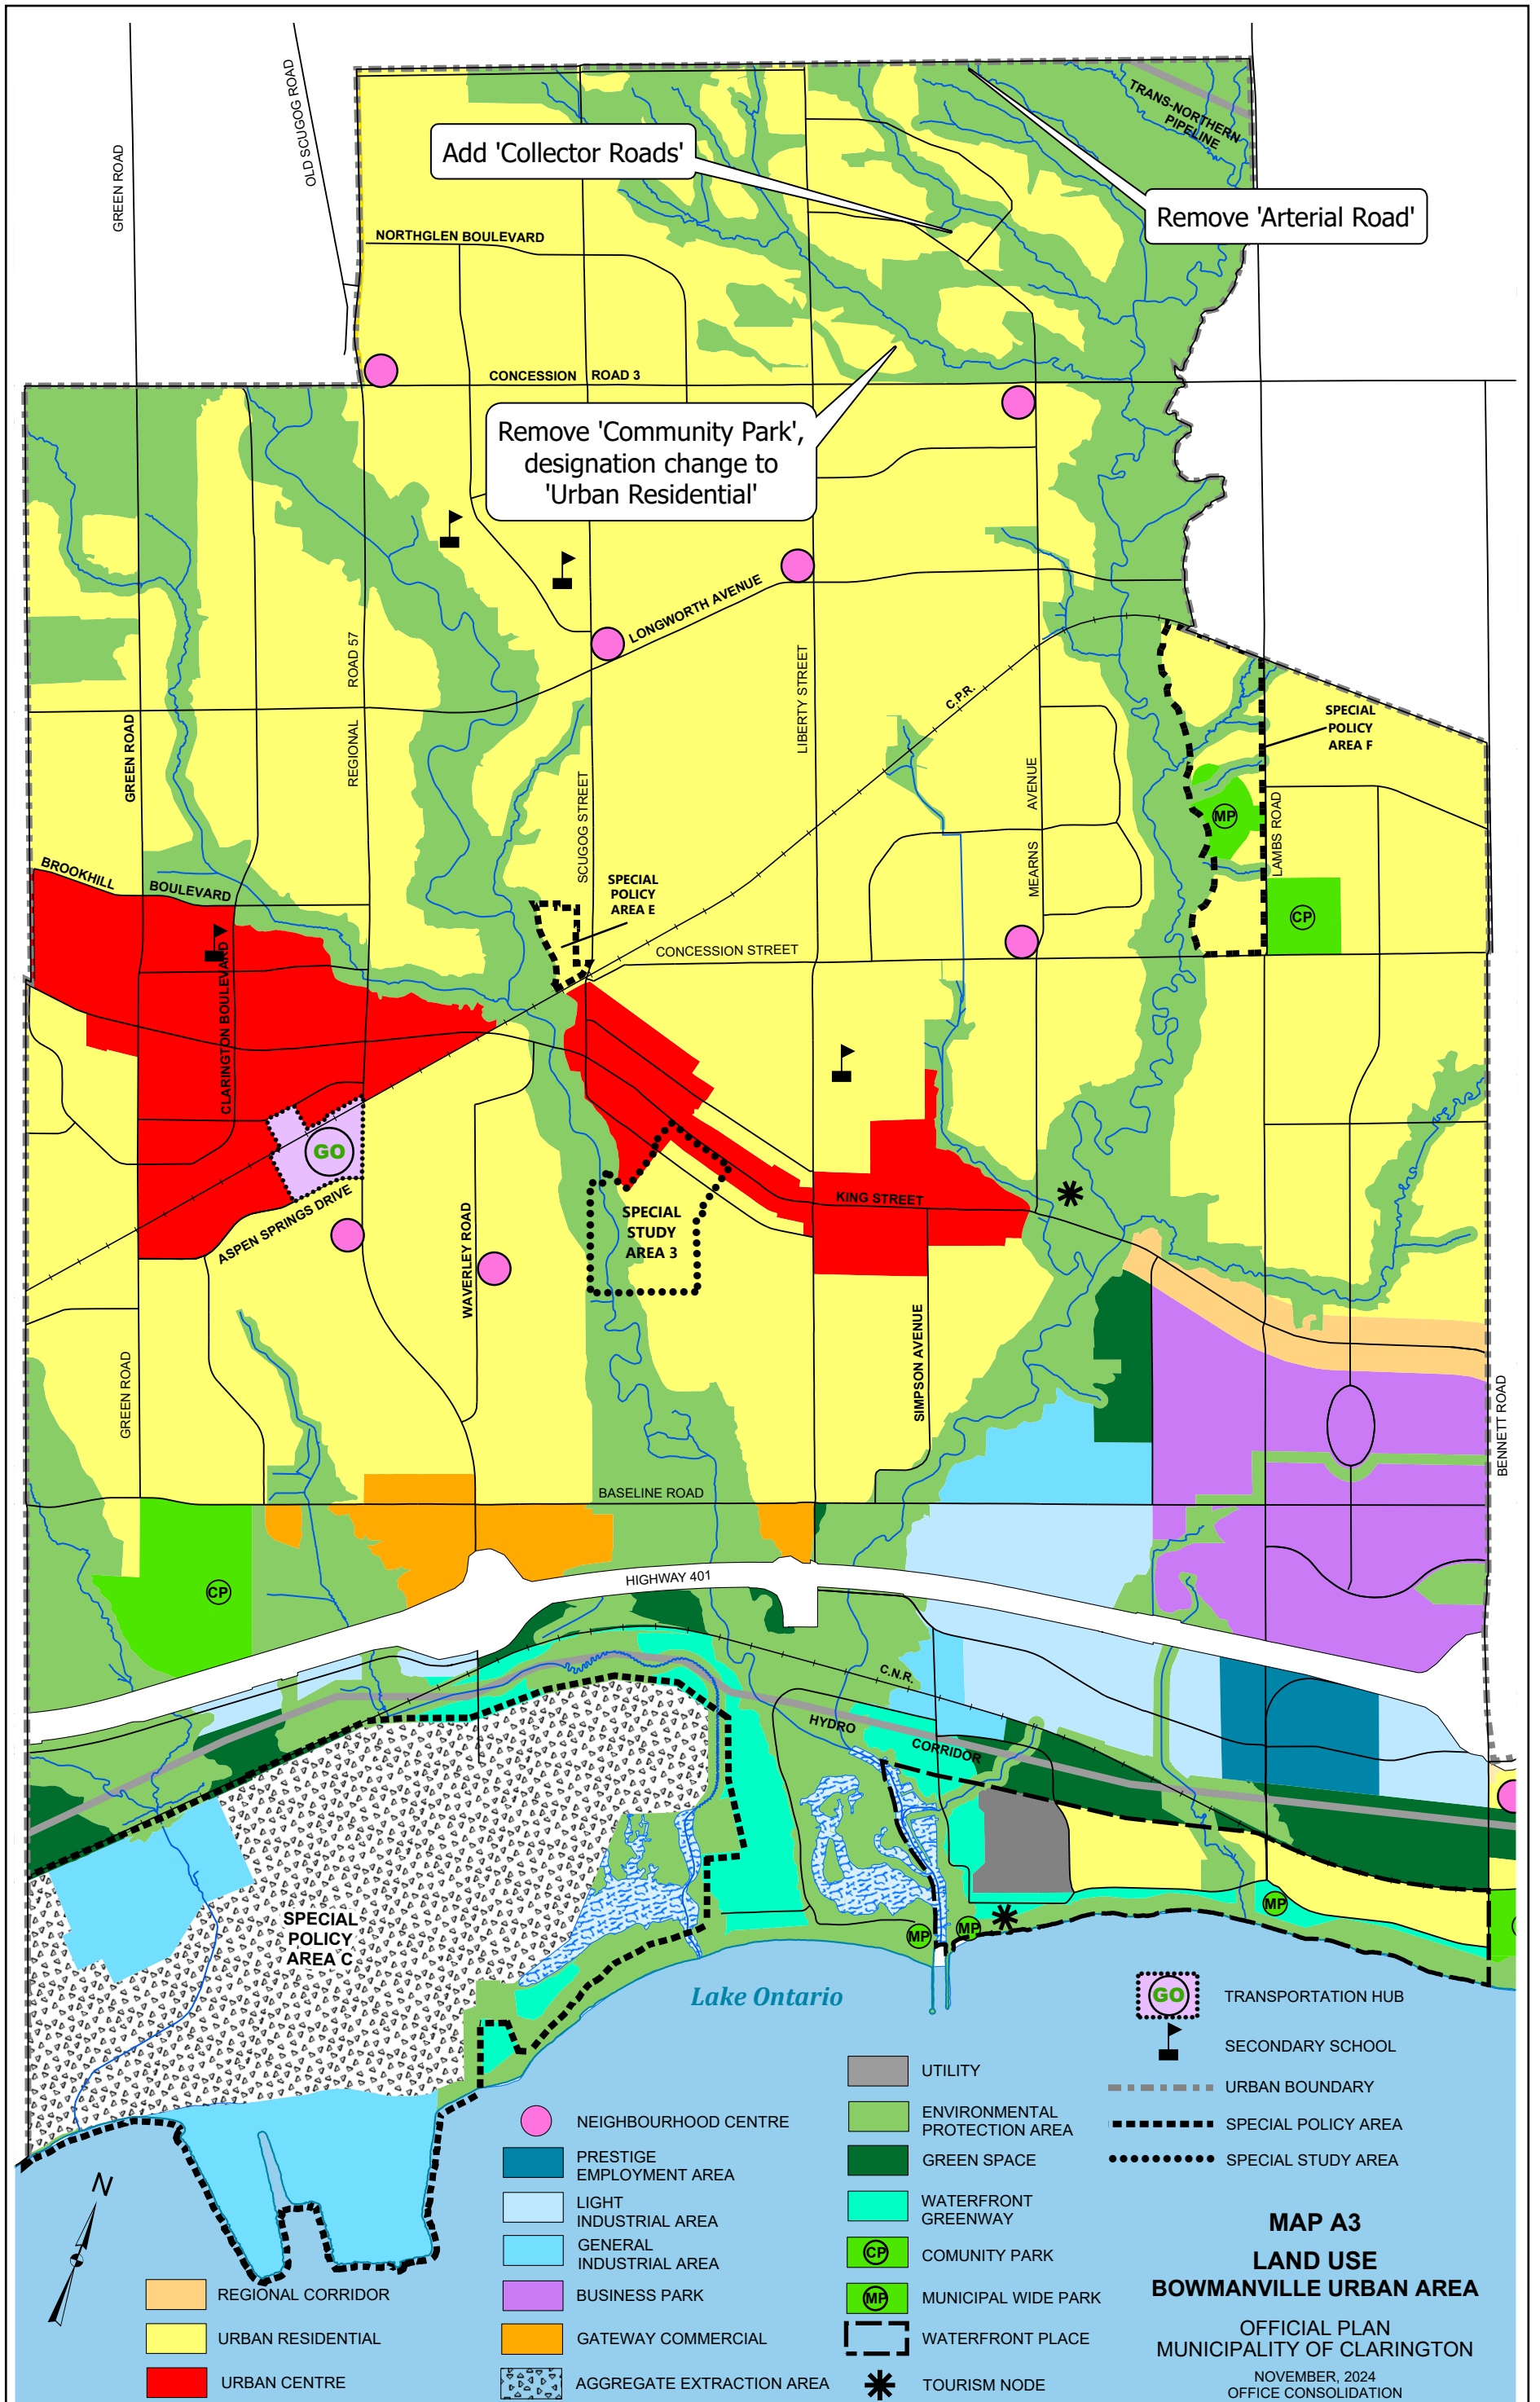 GREEN ROAD
OLD SCUGOG ROAD
TRANS-NORTHERN
PIPELINE
Add 'Collector Roads'
Remove 'Arterial Road'
NORTHGLEN BOULEVARD
CONCESSION ROAD 3
Remove 'Community Park',
designation change to
'Urban Residential'
LONGWORTH AVENUE
REGIONAL ROAD 57
LIBERTY STREET
C.P.R.
GREEN ROAD
SCUGOG STREET
MEARNS AVENUE
SPECIAL
POLICY
AREA F
MP
LAMBS ROAD
CP
BROOKHILL BOULEVARD
SPECIAL
POLICY
AREA E
CONCESSION STREET
CLARINGTON BOULEVARD
GO
ASPEN SPRINGS DRIVE
WAVERLEY ROAD
SPECIAL
STUDY
AREA 3
KING STREET
SIMPSON AVENUE
GREEN ROAD
BENNETT ROAD
BASELINE ROAD
HIGHWAY 401
CP
C.N.R.
HYDRO CORRIDOR
SPECIAL
POLICY
AREA C
MP
MP
MP
Lake Ontario
GO
TRANSPORTATION HUB
SECONDARY SCHOOL
URBAN BOUNDARY
SPECIAL POLICY AREA
SPECIAL STUDY AREA
UTILITY
ENVIRONMENTAL
PROTECTION AREA
GREEN SPACE
WATERFRONT
GREENWAY
CP
COMUNITY PARK
MP
MUNICIPAL WIDE PARK
WATERFRONT PLACE
TOURISM NODE
NEIGHBOURHOOD CENTRE
PRESTIGE
EMPLOYMENT AREA
LIGHT
INDUSTRIAL AREA
GENERAL
INDUSTRIAL AREA
BUSINESS PARK
GATEWAY COMMERCIAL
AGGREGATE EXTRACTION AREA
N
REGIONAL CORRIDOR
URBAN RESIDENTIAL
URBAN CENTRE
MAP A3
LAND USE
BOWMANVILLE URBAN AREA
OFFICIAL PLAN
MUNICIPALITY OF CLARINGTON
NOVEMBER, 2024
OFFICE CONSOLIDATION